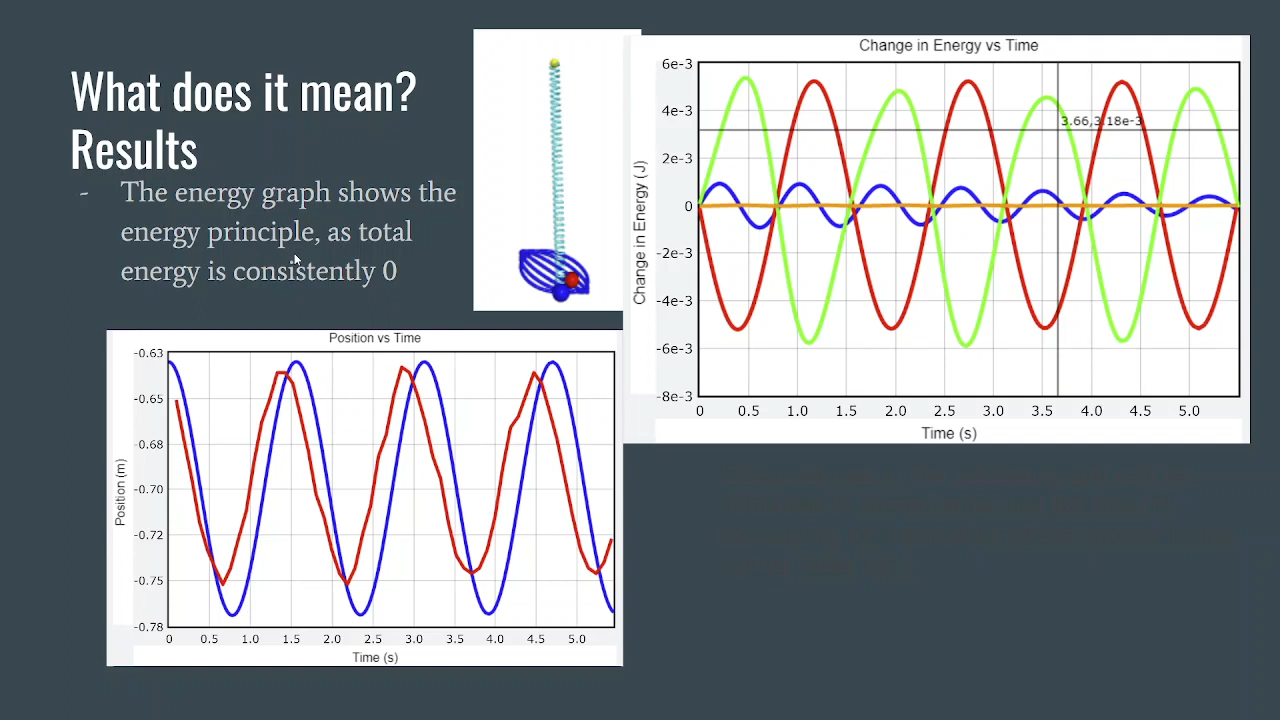 What does it mean?
Results
- The energy graph shows the
energy principle, as total
energy is consistently 0
Change in Energy vs Time
6e-3
4e-3
2e-3
0
-2e-3
-4e-3
-6e-3
-8e-3
3.66,3.18e-3
0 0.5 1.0 1.5 2.0 2.5 3.0 3.5 4.0 4.5 5.0
Change in Energy (J)
Time (s)
Position vs Time
-0.63
-0.65
-0.68
-0.70
-0.72
-0.75
-0.78
0 0.5 1.0 1.5 2.0 2.5 3.0 3.5 4.0 4.5 5.0
Position (m)
Time (s)